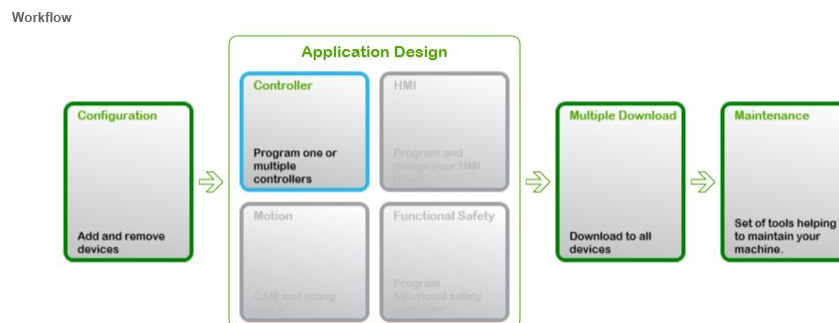 Workflow
Application Design
Configuration
Add and remove
devices
Controller
Program one or
multiple
controllers
HMI
Program and
design your HMI
Motion
CAM and sizing
Functional Safety
Program
functional safety
Multiple Download
Download to all
devices
Maintenance
Set of tools helping
to maintain your
machine.